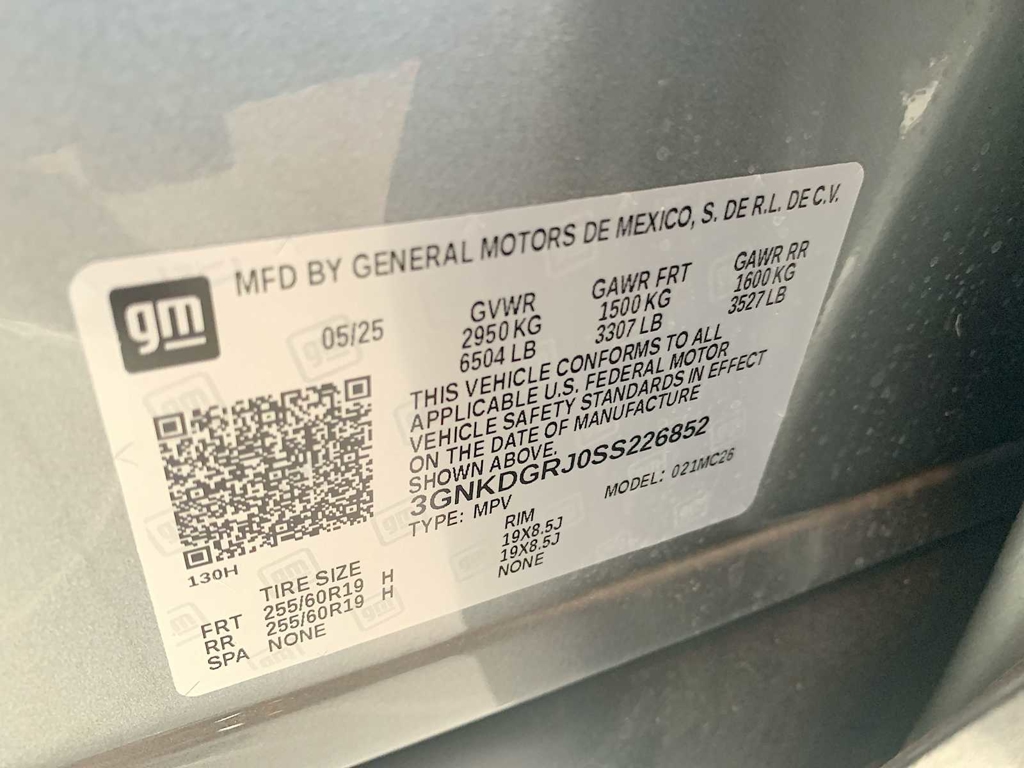 MFD BY GENERAL MOTORS DE MEXICO, S. DE R.L. DE C.V.
gm
05/25
GVWR
2950 KG
6504 LB
GAWR FRT
1500 KG
3307 LB
GAWR RR
1600 KG
3527 LB
THIS VEHICLE CONFORMS TO ALL
APPLICABLE U.S. FEDERAL MOTOR
VEHICLE SAFETY STANDARDS IN EFFECT
ON THE DATE OF MANUFACTURE
SHOWN ABOVE.
3GNKDGRJ0SS226852
TYPE: MPV
MODEL: 021MC26
130H
TIRE SIZE
RIM
FRT 255/60R19 H 19X8.5J
RR 255/60R19 H 19X8.5J
SPA NONE NONE